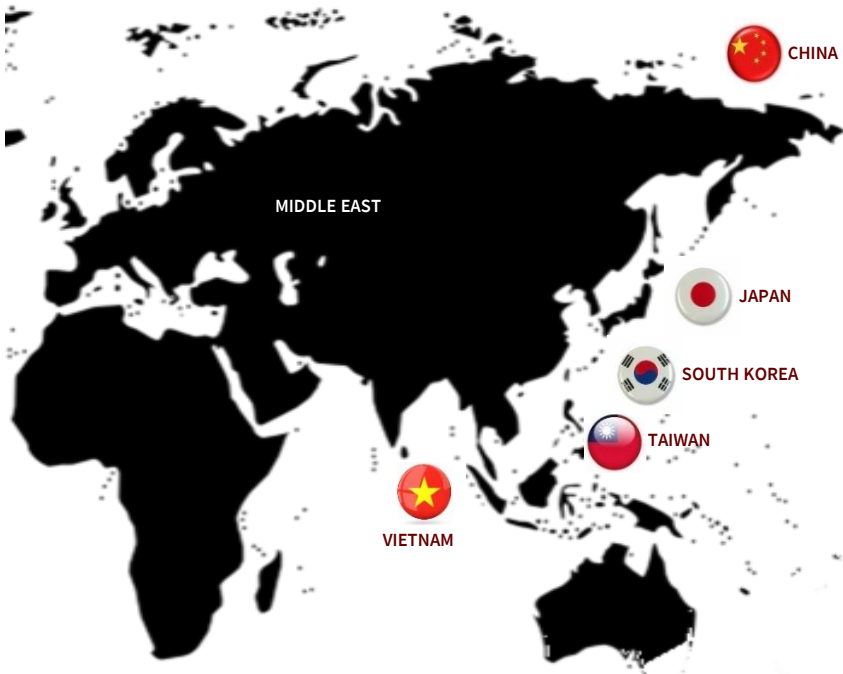 CHINA
MIDDLE EAST
JAPAN
SOUTH KOREA
TAIWAN
VIETNAM